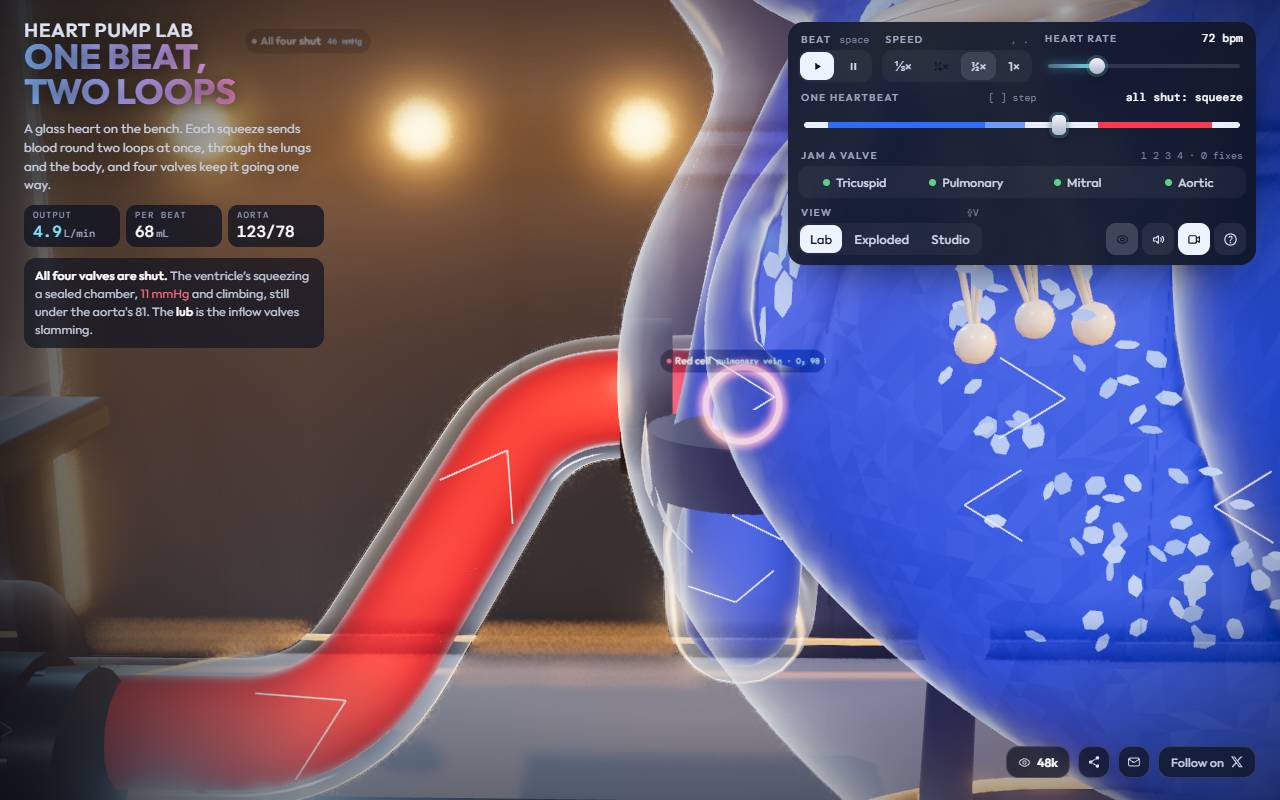 HEART PUMP LAB
ONE BEAT,
TWO LOOPS
A glass heart on the bench. Each squeeze sends
blood round two loops at once, through the lungs
and the body, and four valves keep it going one
way.
OUTPUT
4.9 L/min
PER BEAT
68 mL
AORTA
123/78
All four valves are shut. The ventricle's squeezing
a sealed chamber, 11 mmHg and climbing, still
under the aorta's 81. The lub is the inflow valves
slamming.
All four shut 46 mmHg
Red cell pulmonary vein · O₂ 98
BEAT space
SPEED , .
HEART RATE 72 bpm
⅛× ½× 1×
ONE HEARTBEAT [ ] step all shut: squeeze
JAM A VALVE 1 2 3 4 · 0 fixes
Tricuspid Pulmonary Mitral Aortic
VIEW ⇧V
Lab Exploded Studio
48k
Follow on X